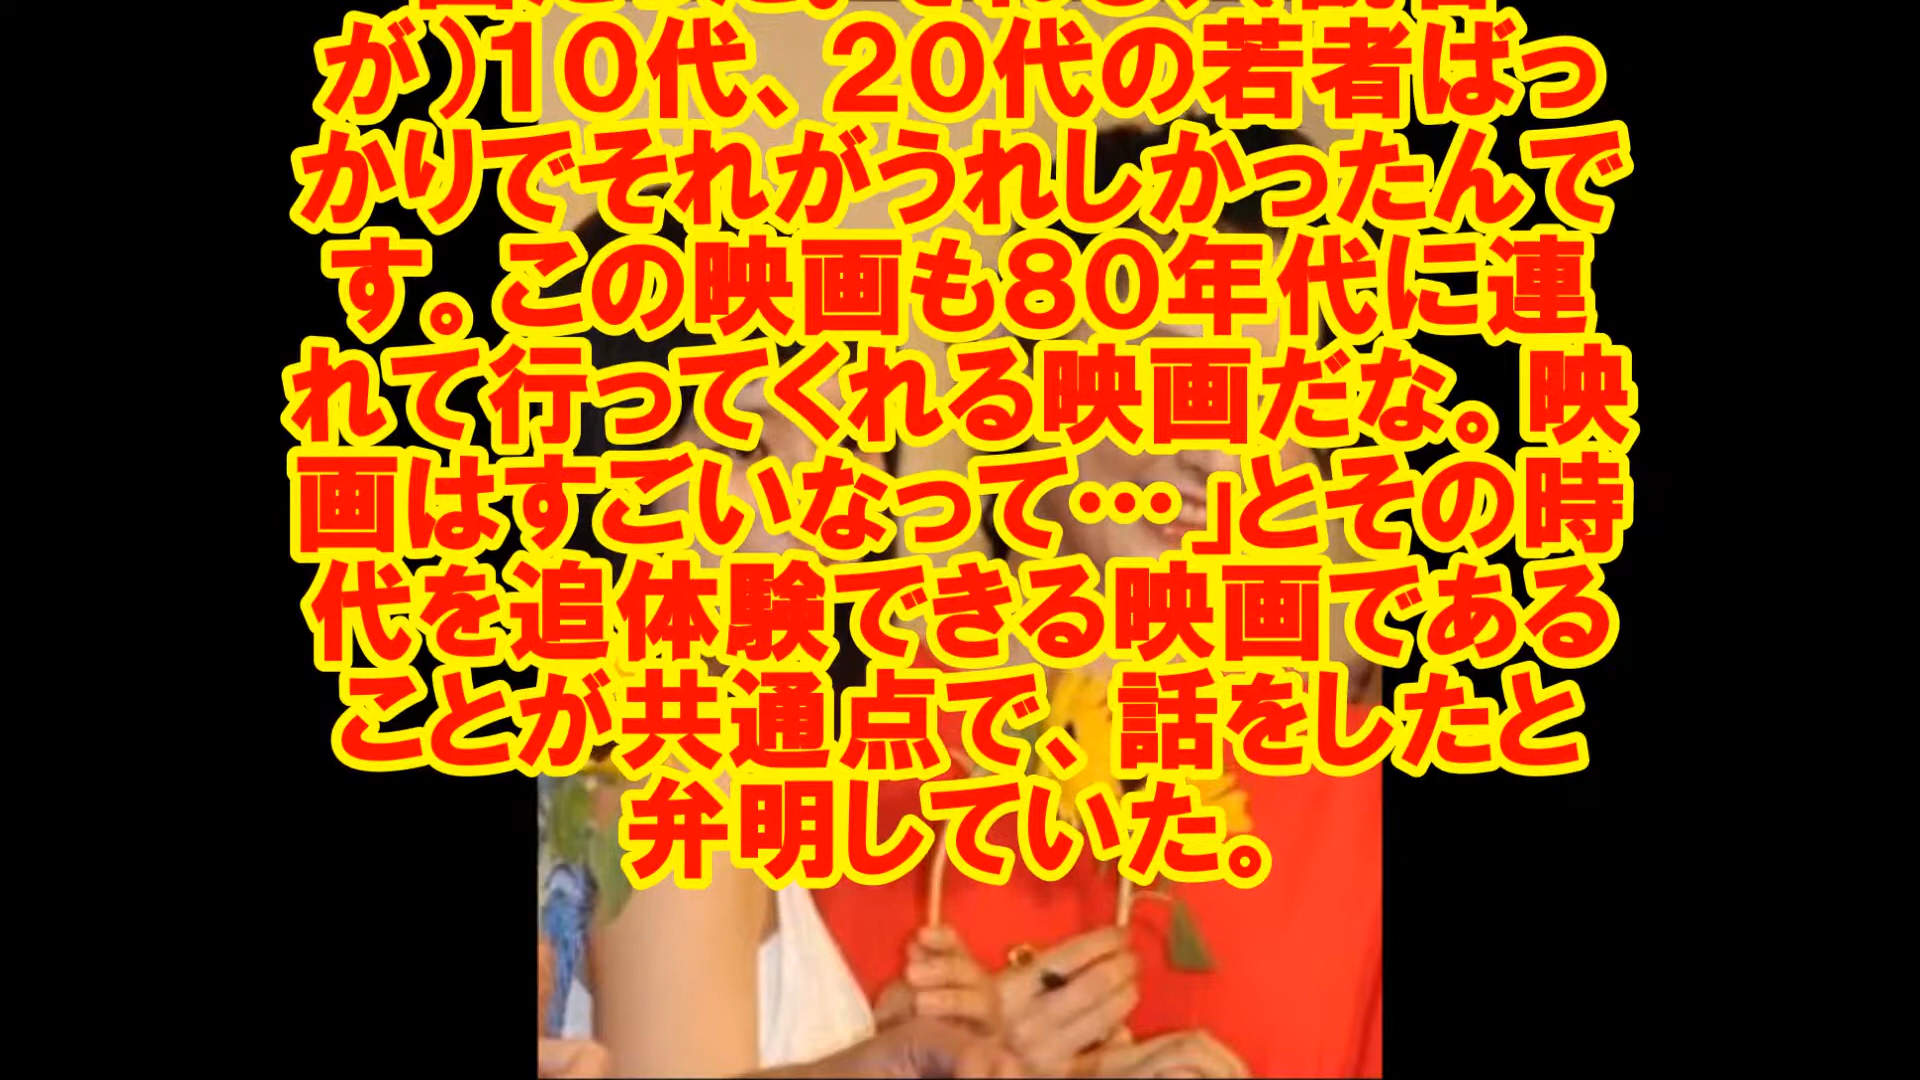 が）１０代、２０代の若者ばっ
かりでそれがうれしかったんで
す。この映画も８０年代に連
れて行ってくれる映画だな。映
画はすごいなって…」とその時
代を追体験できる映画である
ことが共通点で、話をしたと
弁明していた。